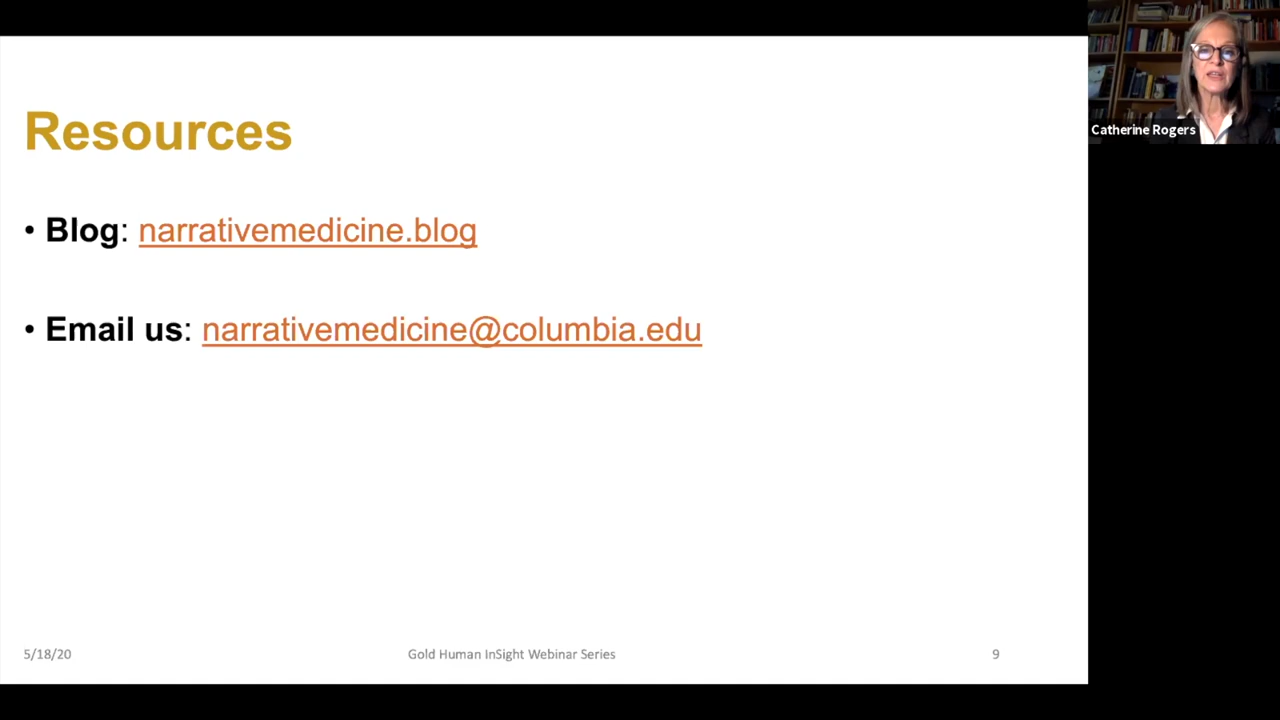 Resources
• Blog: narrativemedicine.blog
• Email us: narrativemedicine@columbia.edu
5/18/20 Gold Human InSight Webinar Series 9
Catherine Rogers